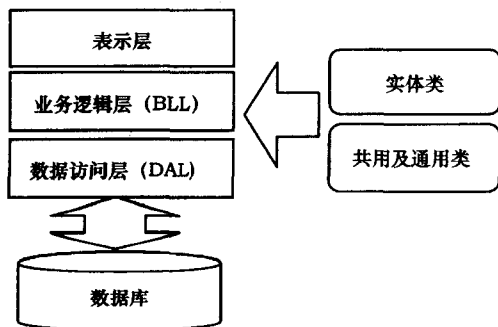 表示层
业务逻辑层（BLL）
数据访问层（DAL）
实体类
共用及通用类
数据库